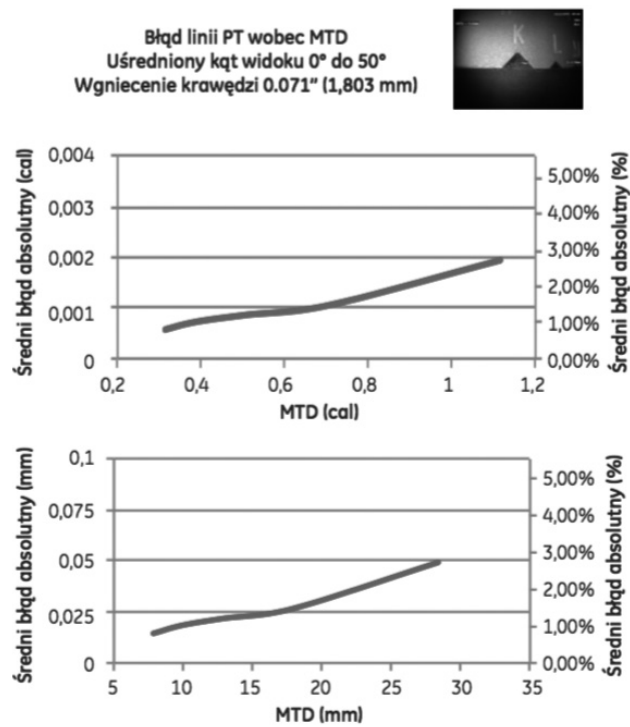 Błąd linii PT wobec MTD
Uśredniony kąt widoku 0° do 50°
Wgniecenie krawędzi 0.071" (1,803 mm)
K L
Średni błąd absolutny (cal)
0,004
0,003
0,002
0,001
0
5,00%
4,00%
3,00%
2,00%
1,00%
0,00%
Średni błąd absolutny (%)
0,2 0,4 0,6 0,8 1 1,2
MTD (cal)
Średni błąd absolutny (mm)
0,1
0,075
0,05
0,025
0
5,00%
4,00%
3,00%
2,00%
1,00%
0,00%
Średni błąd absolutny (%)
5 10 15 20 25 30 35
MTD (mm)